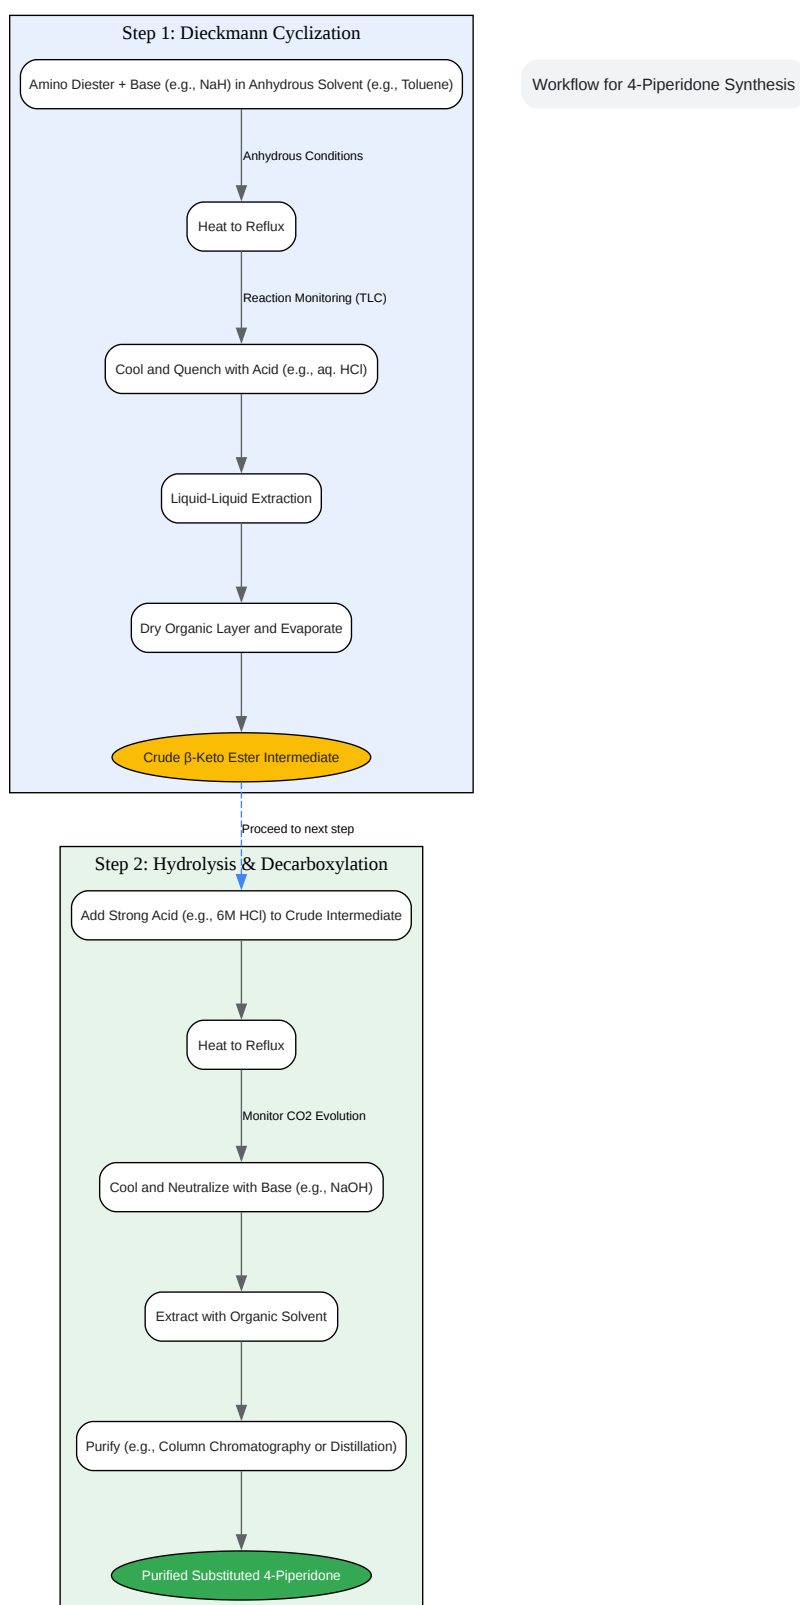 Step 1: Dieckmann Cyclization
Amino Diester + Base (e.g., NaH) in Anhydrous Solvent (e.g., Toluene)
Workflow for 4-Piperidone Synthesis
Anhydrous Conditions
Heat to Reflux
Reaction Monitoring (TLC)
Cool and Quench with Acid (e.g., aq. HCl)
Liquid-Liquid Extraction
Dry Organic Layer and Evaporate
Crude β-Keto Ester Intermediate
Proceed to next step
Step 2: Hydrolysis & Decarboxylation
Add Strong Acid (e.g., 6M HCl) to Crude Intermediate
Heat to Reflux
Monitor CO2 Evolution
Cool and Neutralize with Base (e.g., NaOH)
Extract with Organic Solvent
Purify (e.g., Column Chromatography or Distillation)
Purified Substituted 4-Piperidone